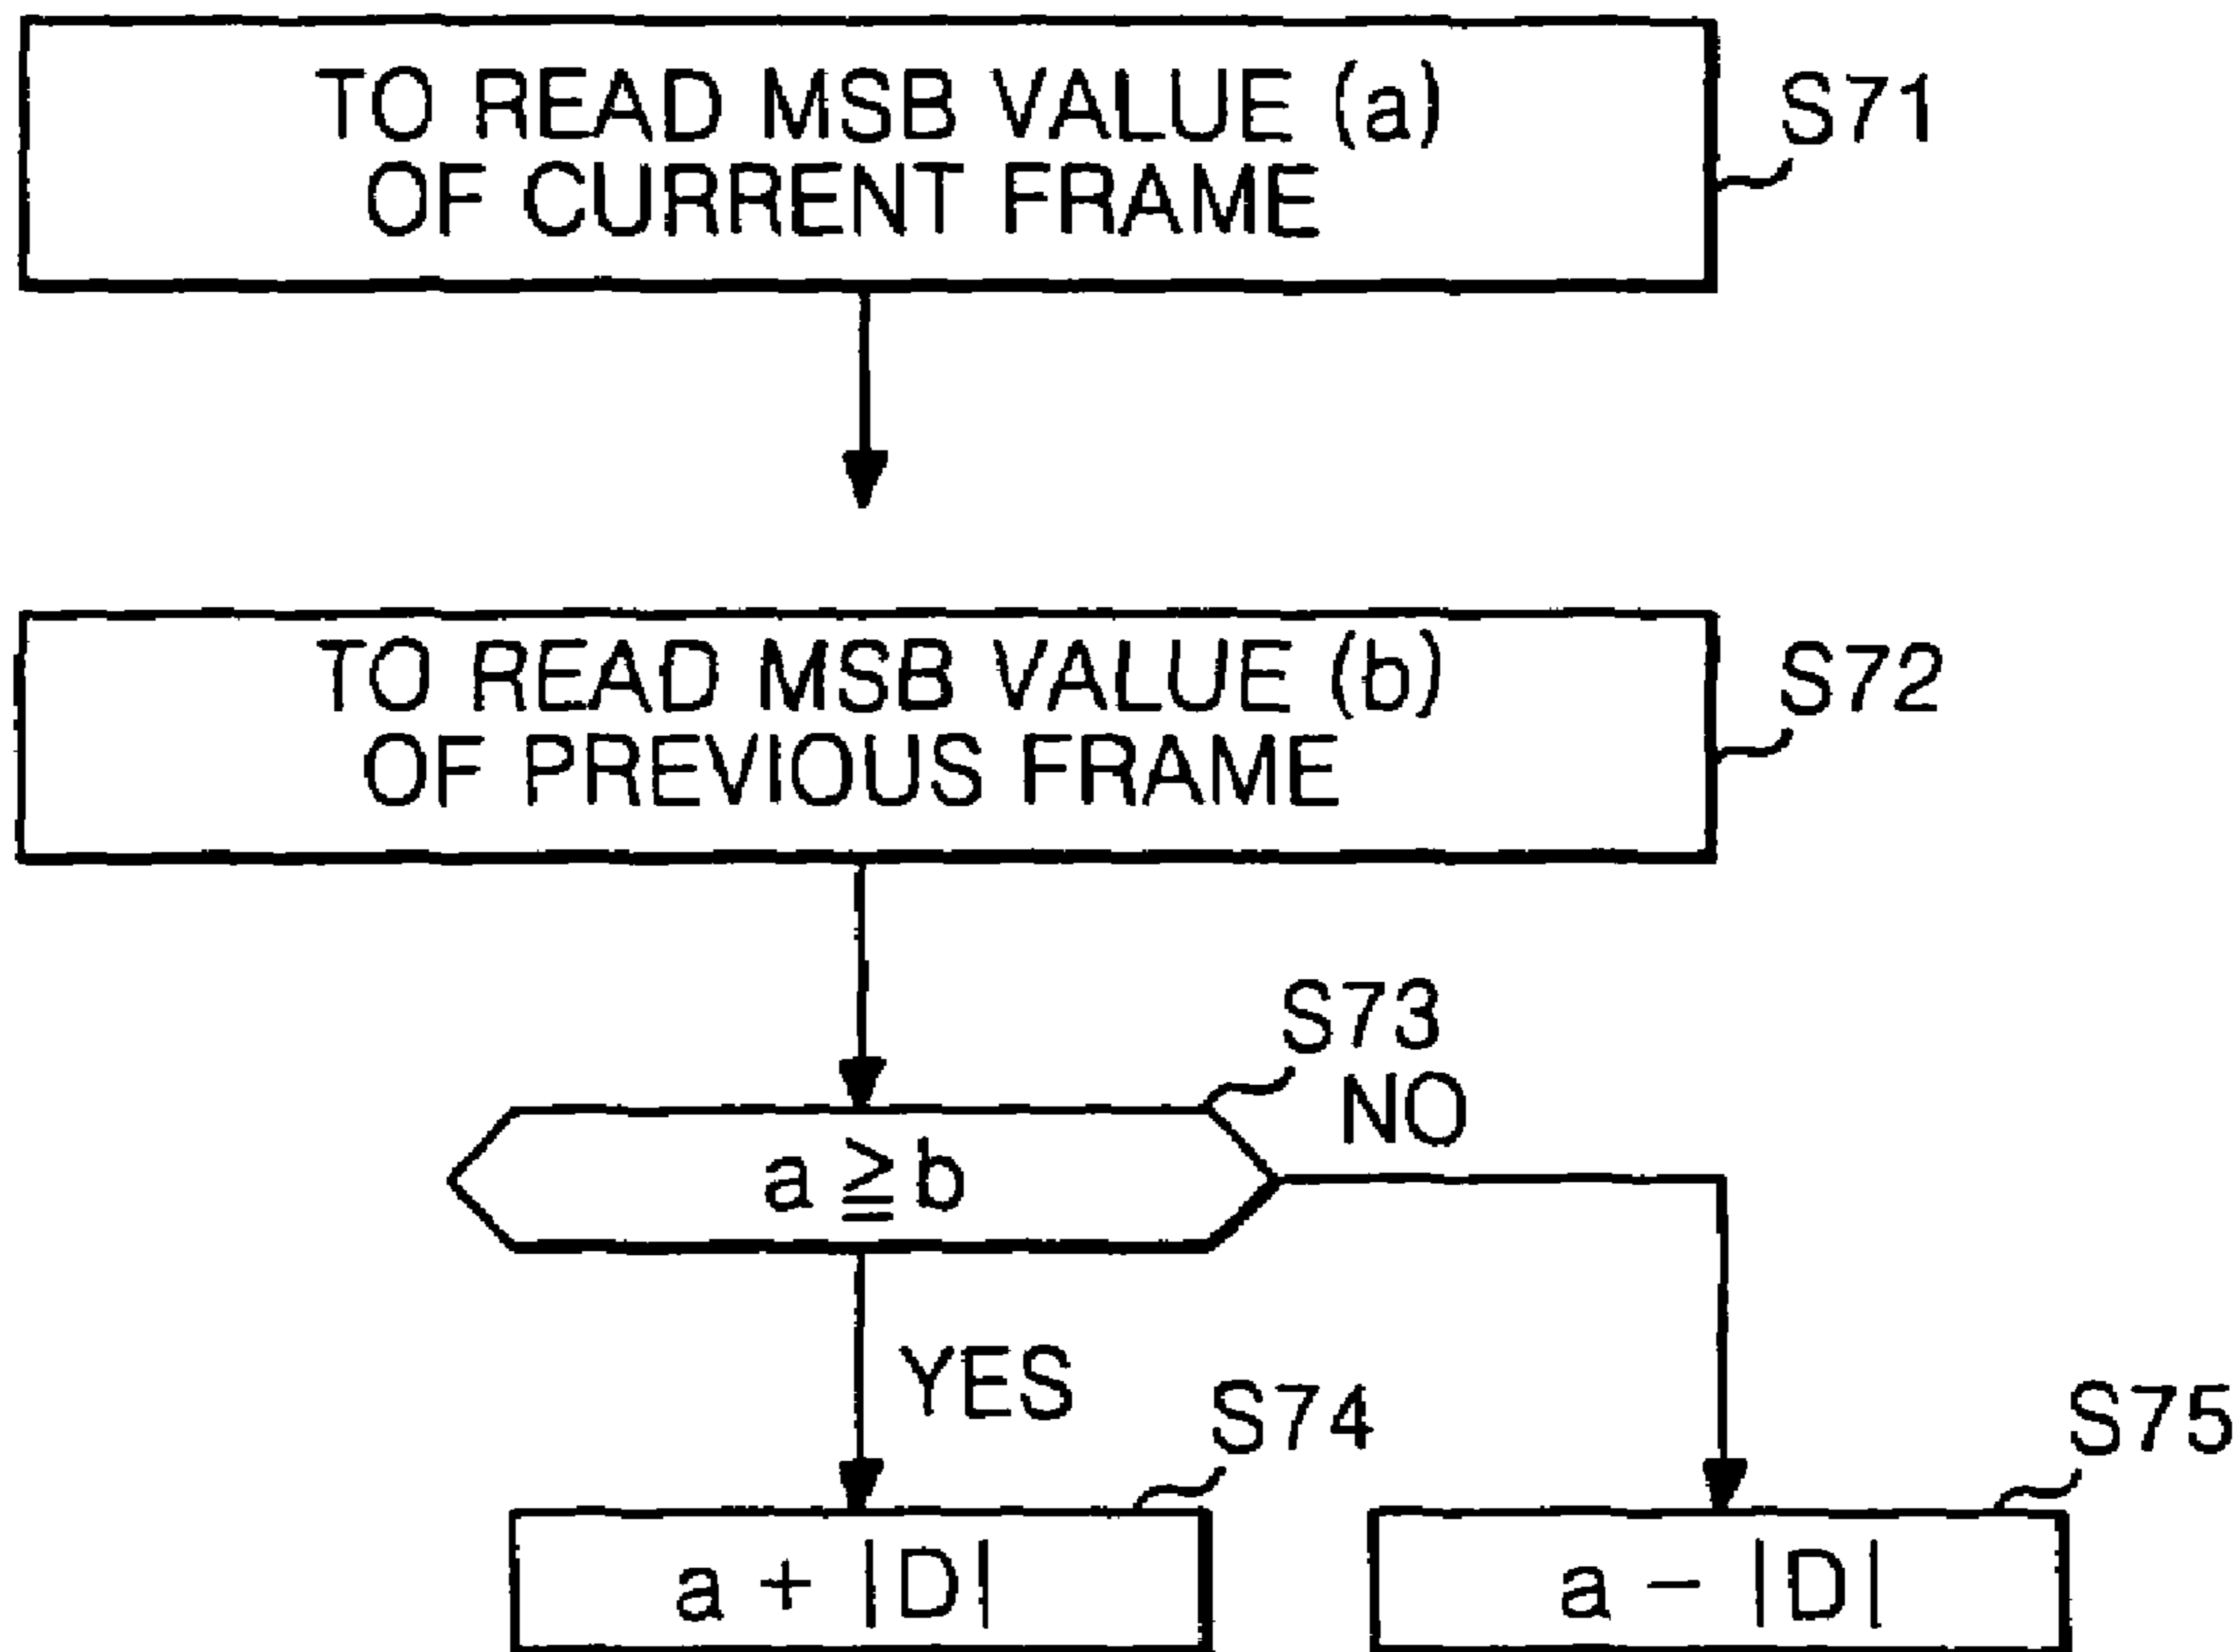 TO READ MSB VALUE (a)
OF CURRENT FRAME
S71
TO READ MSB VALUE (b)
OF PREVIOUS FRAME
S72
S73
NO
a ≧ b
YES
S74
S75
a + |D|
a − |D|